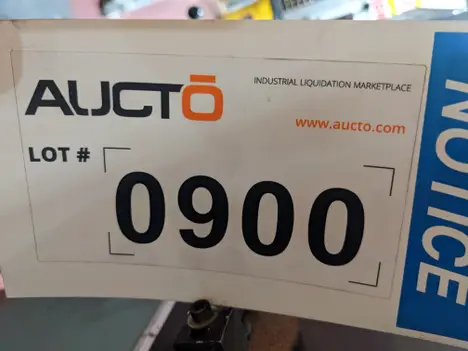 AUCTŌ
INDUSTRIAL LIQUIDATION MARKETPLACE
www.aucto.com
LOT #
0900
NOTICE